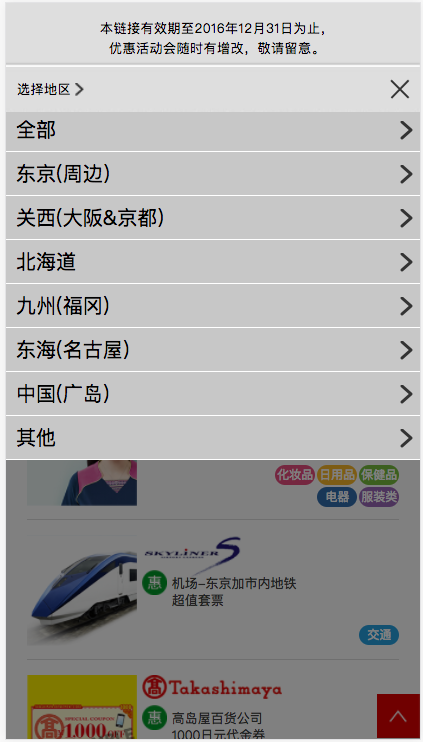 本链接有效期至2016年12月31日为止，
优惠活动会随时有增改，敬请留意。
选择地区
全部
东京(周边)
关西(大阪&京都)
北海道
九州(福冈)
东海(名古屋)
中国(广岛)
其他
化妆品 日用品 保健品
电器 服装类
SKYLINER S
惠 机场-东京加市内地铁
超值套票
交通
髙 Takashimaya
SPECIAL COUPON
1,000 OFF
惠 高岛屋百货公司
1000日元代金券